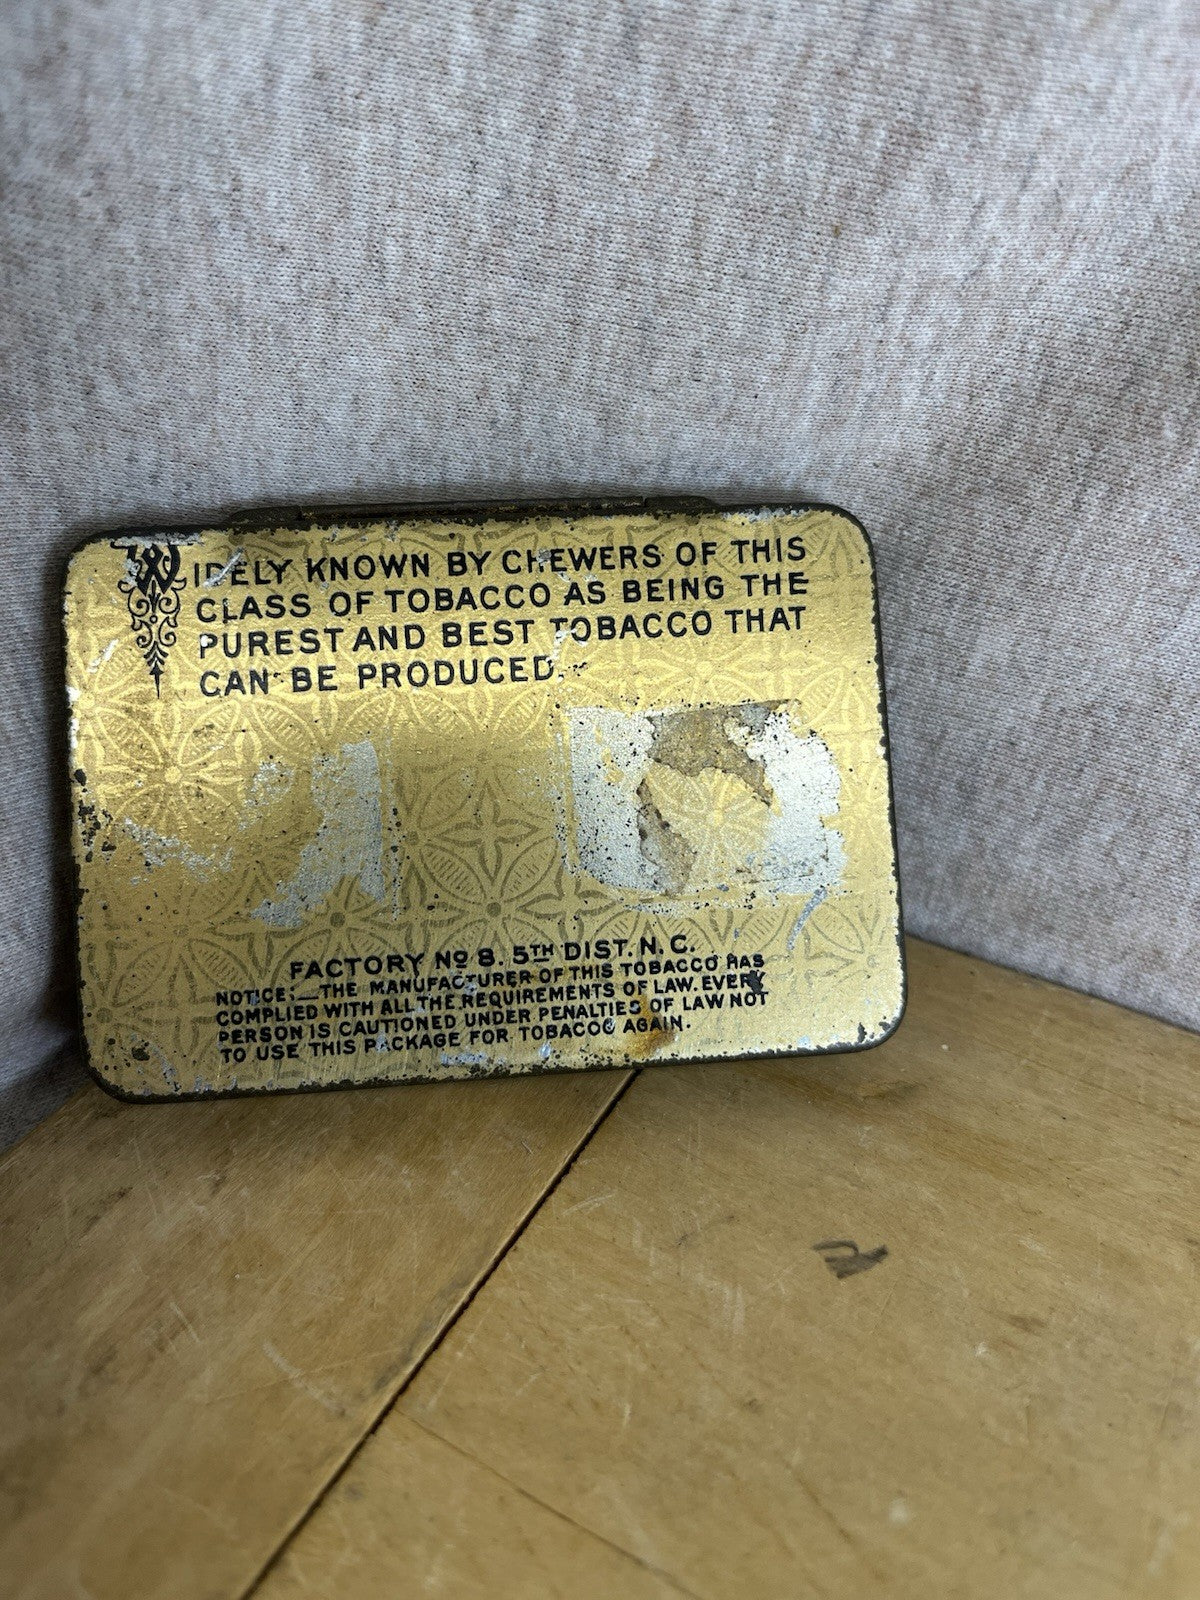 WIDELY KNOWN BY CHEWERS OF THIS
CLASS OF TOBACCO AS BEING THE
PUREST AND BEST TOBACCO THAT
CAN BE PRODUCED.
FACTORY No 8. 5TH DIST. N. C.
NOTICE:—THE MANUFACTURER OF THIS TOBACCO HAS
COMPLIED WITH ALL THE REQUIREMENTS OF LAW. EVERY
PERSON IS CAUTIONED UNDER PENALTIES OF LAW NOT
TO USE THIS PACKAGE FOR TOBACCO AGAIN.